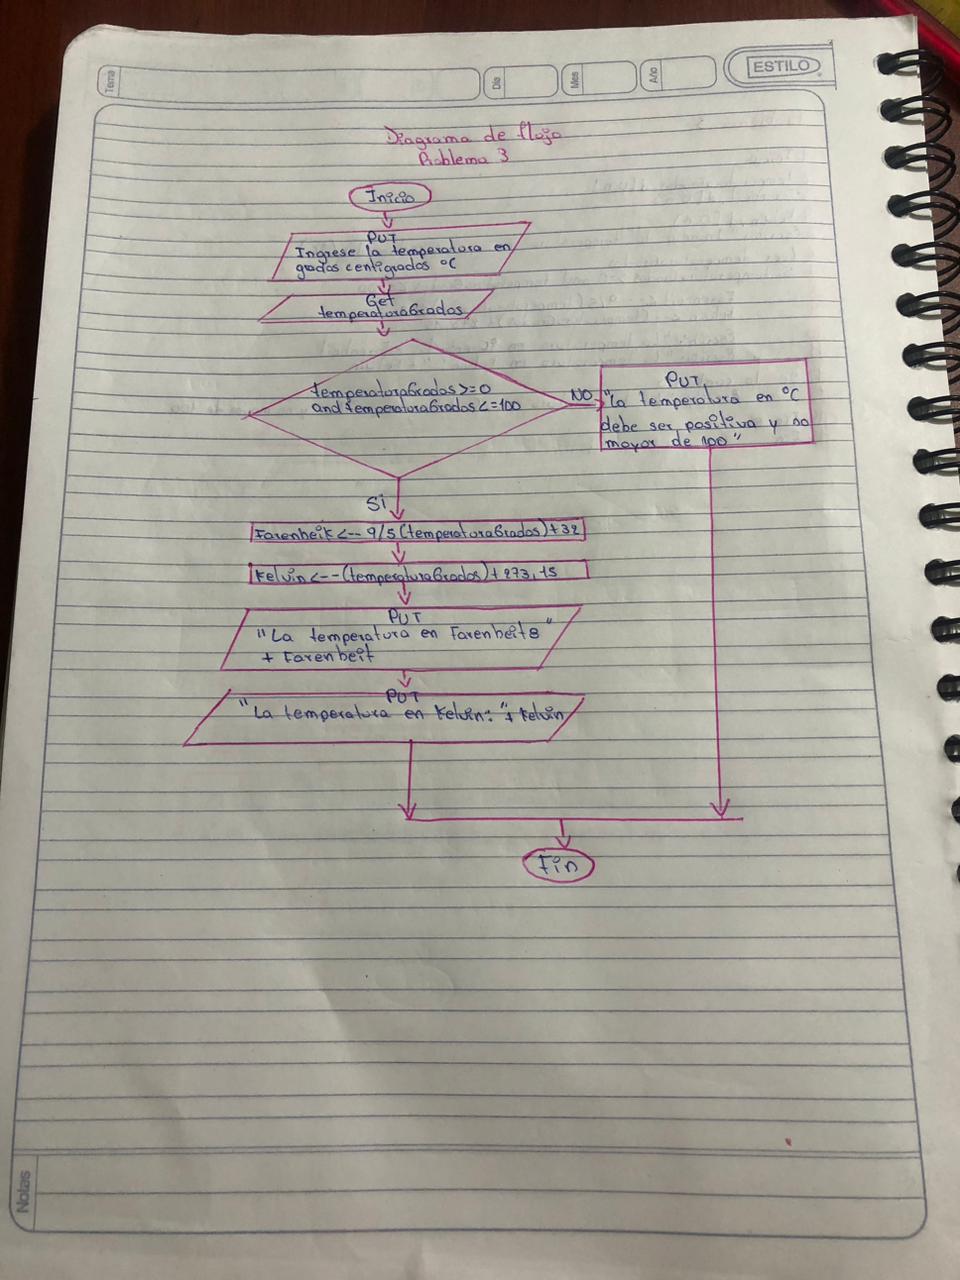 Tema
Dia
Mes
Año
ESTILO
Diagrama de flujo
Problema 3
Inicio
PUT
Ingrese la temperatura en
grados centigrados °C
Get
temperaturaGrados
temperaturaGrados >= 0
and temperaturaGrados <= 100
NO
PUT
"la temperatura en °C
debe ser positiva y no
mayor de 100"
Si
Farenheit <-- 9/5 (temperaturaGrados) + 32
Kelvin <-- (temperaturaGrados) + 273,15
PUT
"La temperatura en Farenheit: "
+ Farenheit
PUT
"La temperatura en Kelvin: " + Kelvin
Fin
Notas